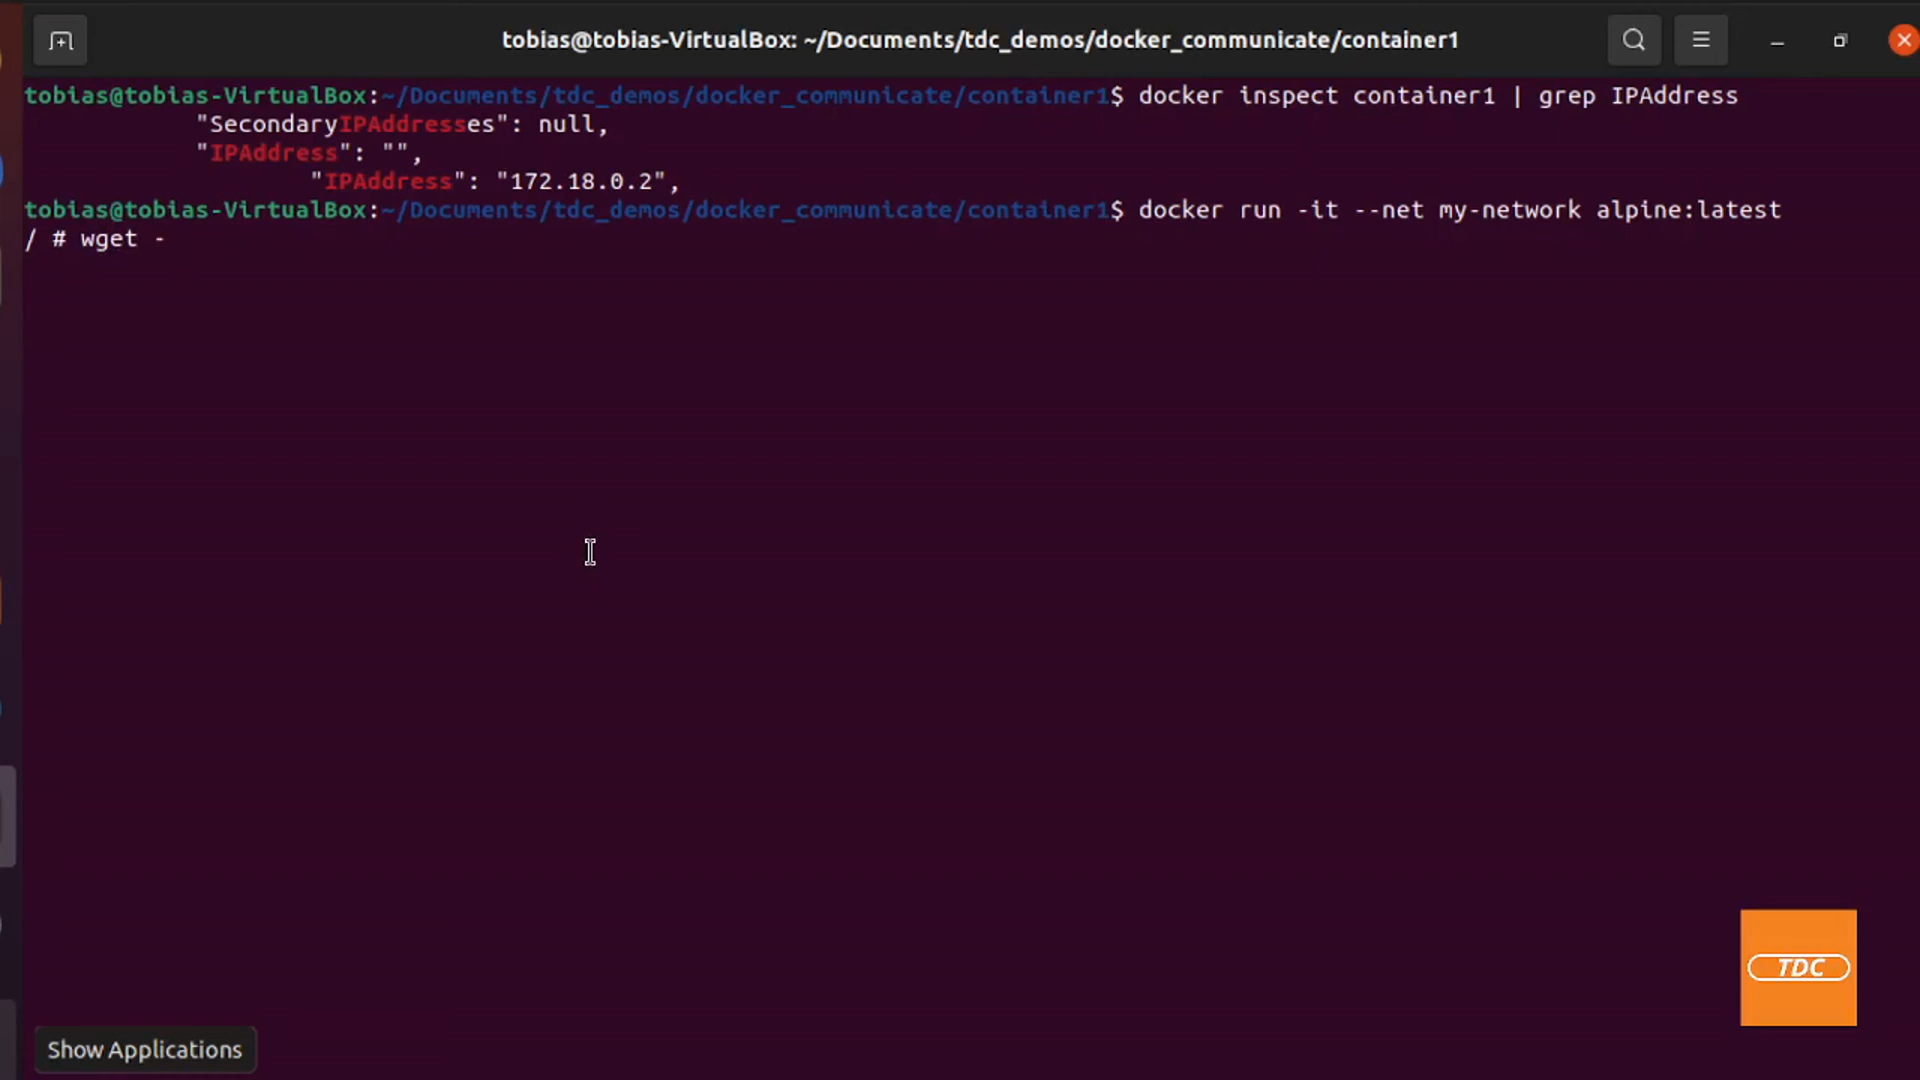 tobias@tobias-VirtualBox: ~/Documents/tdc_demos/docker_communicate/container1
tobias@tobias-VirtualBox:~/Documents/tdc_demos/docker_communicate/container1$ docker inspect container1 | grep IPAddress
"SecondaryIPAddresses": null,
"IPAddress": "",
"IPAddress": "172.18.0.2",
tobias@tobias-VirtualBox:~/Documents/tdc_demos/docker_communicate/container1$ docker run -it --net my-network alpine:latest
/ # wget -
TDC
Show Applications